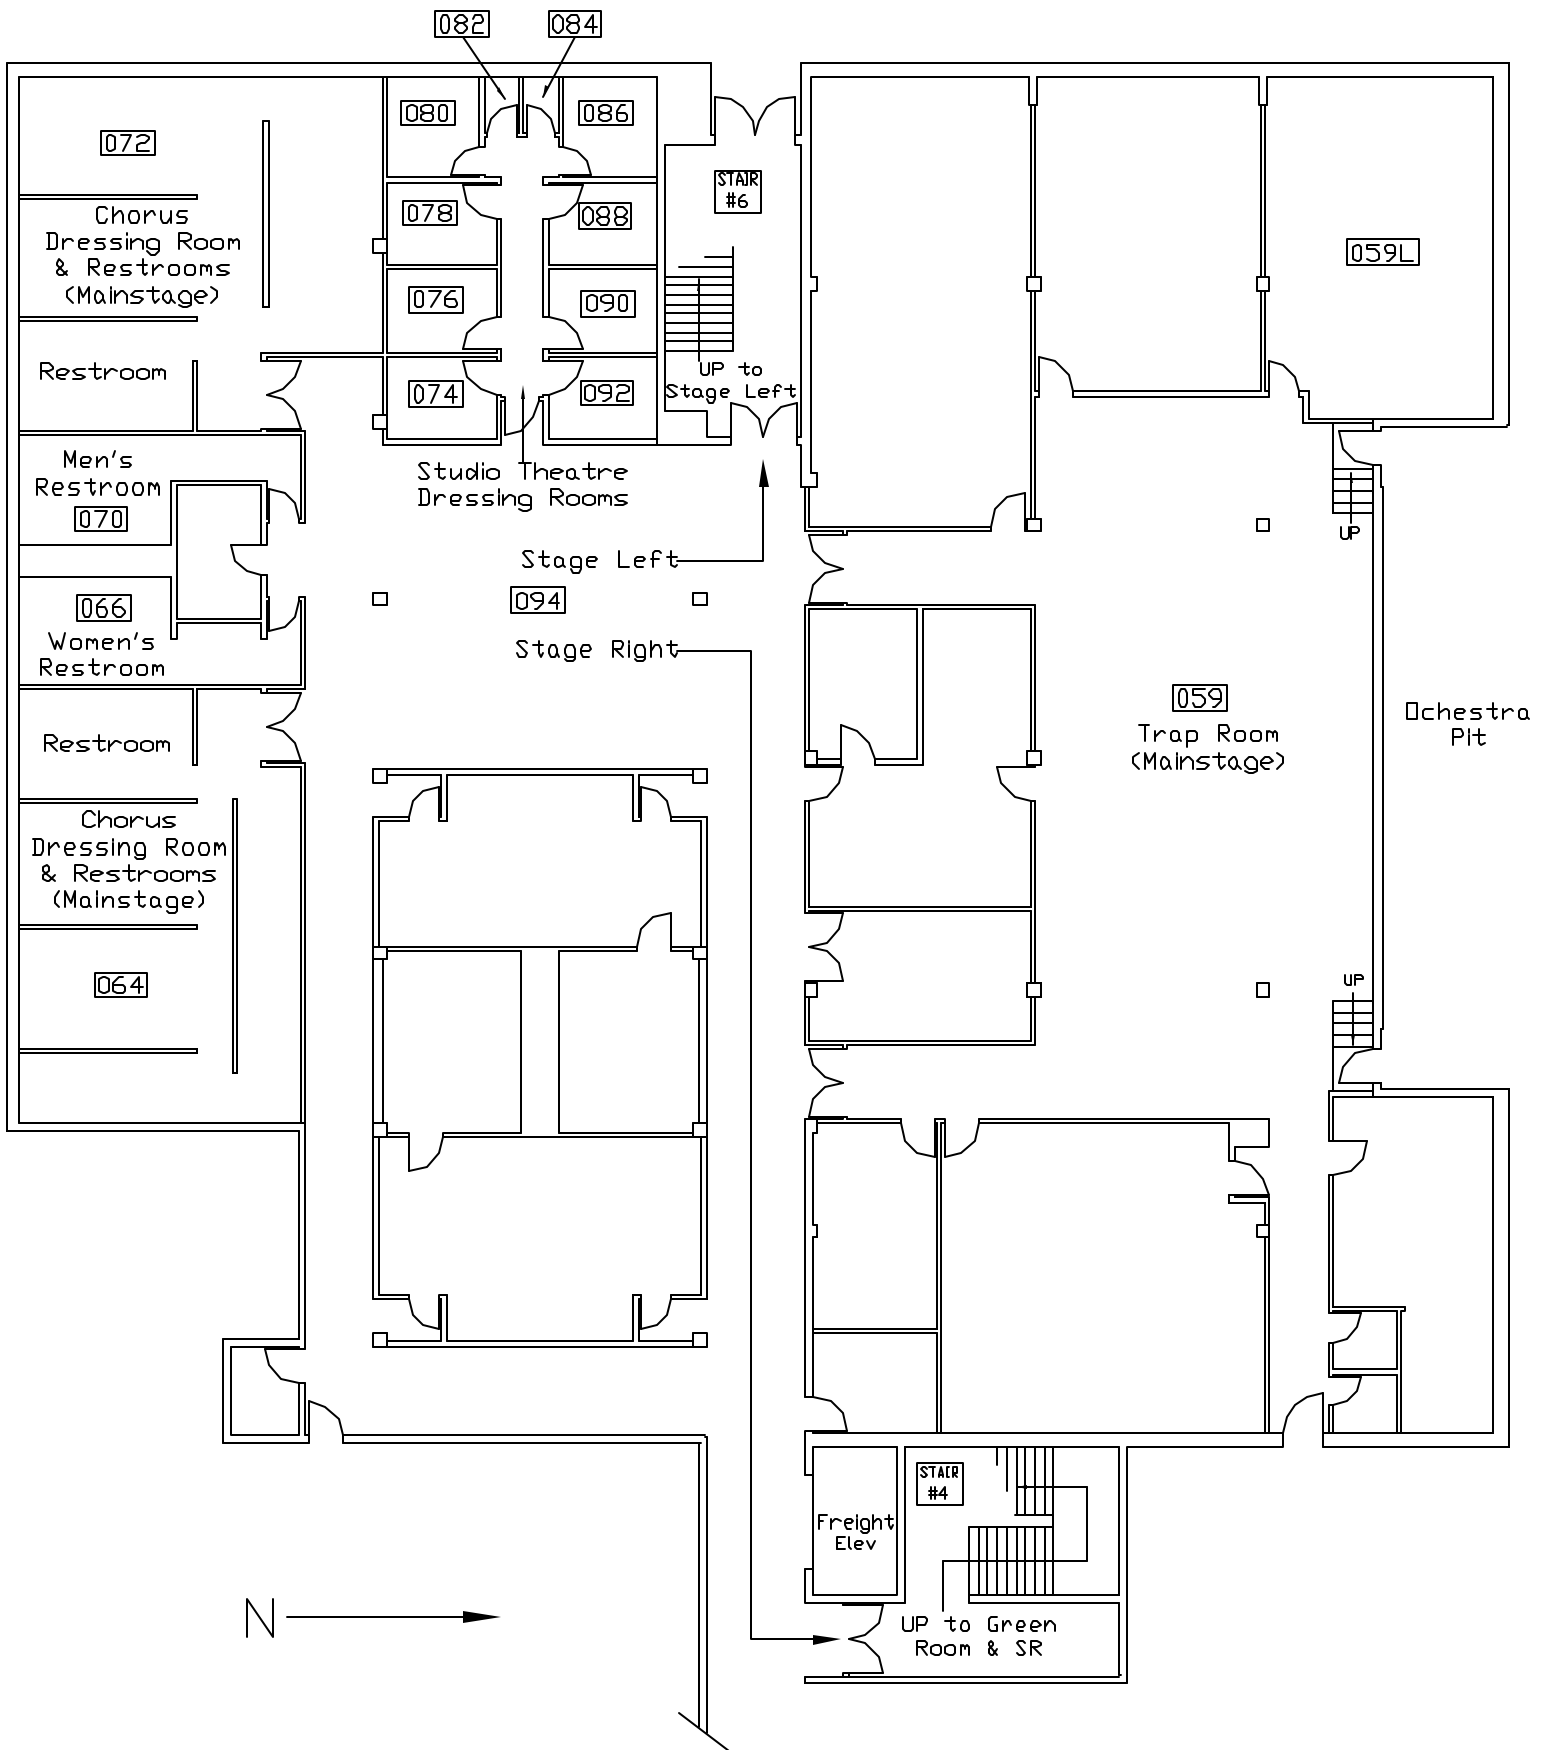 082
084
080
086
072
STAIR
#6
078
088
Chorus
Dressing Room
& Restrooms
(Mainstage)
059L
076
090
Restroom
UP to
Stage Left
074
092
Men's
Restroom
070
Studio Theatre
Dressing Rooms
UP
Stage Left
094
066
Women's
Restroom
Stage Right
059
Trap Room
(Mainstage)
Ochestra
Pit
Restroom
Chorus
Dressing Room
& Restrooms
(Mainstage)
064
UP
STAIR
#4
Freight
Elev
N
UP to Green
Room & SR